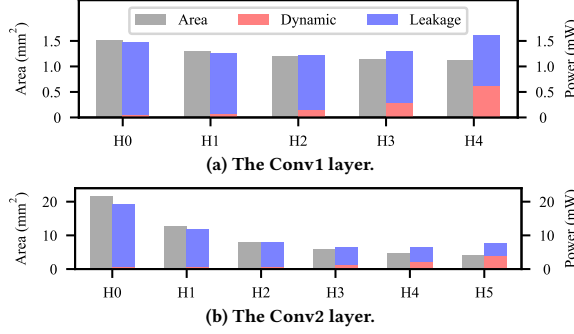 Area Dynamic Leakage
Area (mm²)
1.5
1.0
0.5
0
Power (mW)
1.5
1.0
0.5
0
H0 H1 H2 H3 H4
(a) The Conv1 layer.
Area (mm²)
20
10
0
Power (mW)
20
10
0
H0 H1 H2 H3 H4 H5
(b) The Conv2 layer.